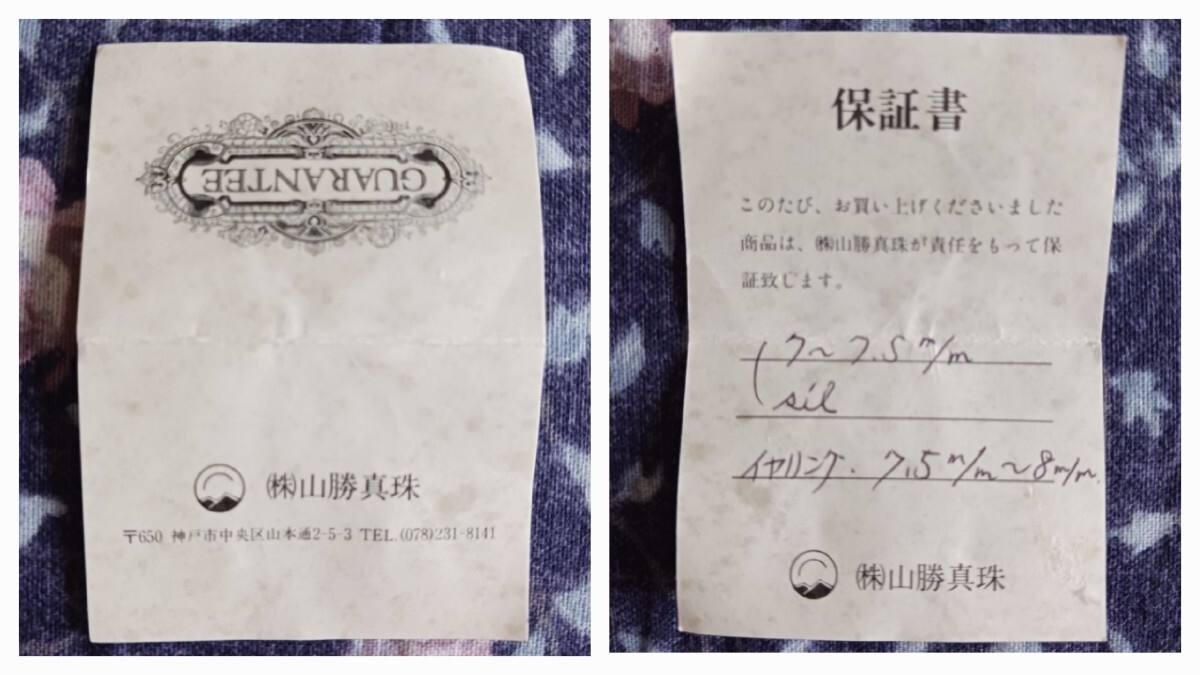 GUARANTEE
㈱山勝真珠
〒650 神戸市中央区山本通2-5-3 TEL.(078)231-8141
保証書
このたび、お買い上げくださいました
商品は、㈱山勝真珠が責任をもって保
証致します。
7~7.5m/m
sil
イヤリング. 7.5m/m~8m/m.
㈱山勝真珠